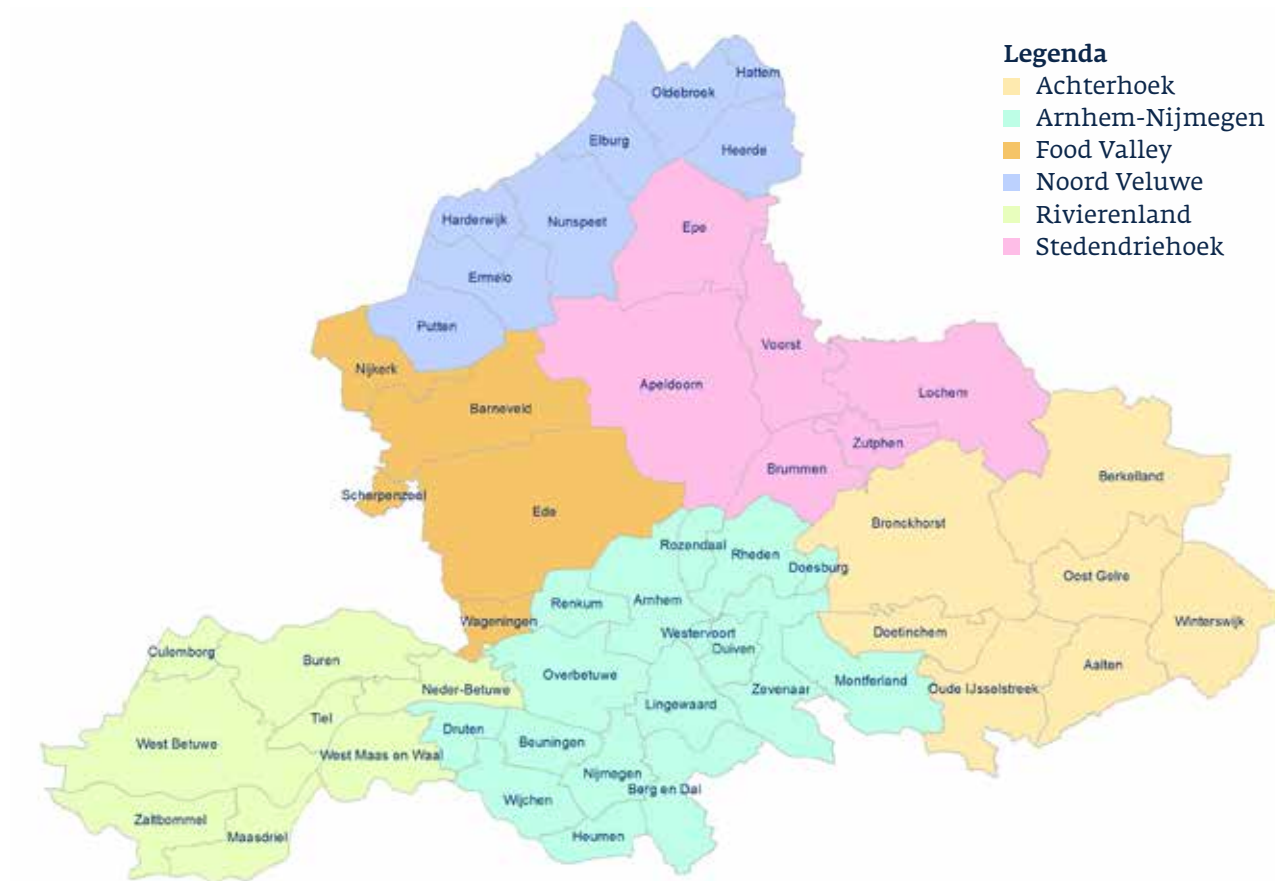 Legenda
Achterhoek
Arnhem-Nijmegen
Food Valley
Noord Veluwe
Rivierenland
Stedendriehoek
Hattem
Oldebroek
Elburg
Heerde
Harderwijk
Nunspeet
Epe
Ermelo
Putten
Voorst
Nijkerk
Apeldoorn
Lochem
Barneveld
Zutphen
Brummen
Berkelland
Scherpenzeel
Ede
Bronckhorst
Rozendaal
Rheden
Doesburg
Oost Gelre
Renkum
Arnhem
Wageningen
Winterswijk
Westervoort
Doetinchem
Duiven
Culemborg
Buren
Aalten
Overbetuwe
Montferland
Neder-Betuwe
Zevenaar
Oude IJsselstreek
Lingewaard
Tiel
Druten
West Betuwe
Beuningen
West Maas en Waal
Nijmegen
Berg en Dal
Wijchen
Zaltbommel
Maasdriel
Heumen